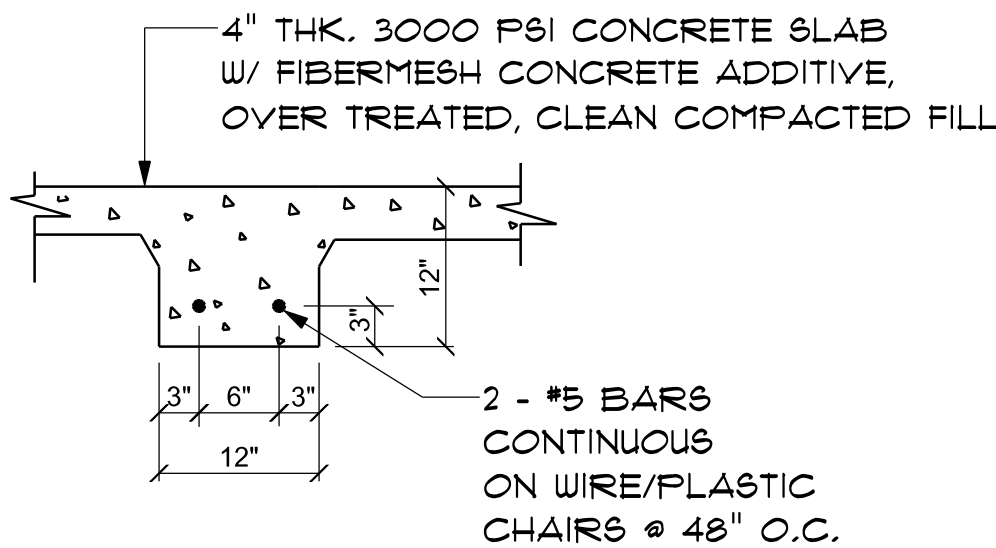 4" THK. 3000 PSI CONCRETE SLAB
W/ FIBERMESH CONCRETE ADDITIVE,
OVER TREATED, CLEAN COMPACTED FILL
12"
3"
3" 6" 3"
12"
2 - #5 BARS
CONTINUOUS
ON WIRE/PLASTIC
CHAIRS @ 48" O.C.